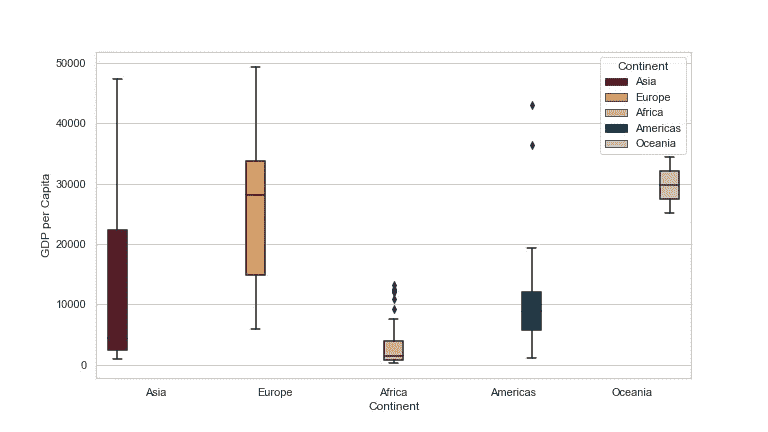 50000
40000
30000
20000
10000
0
GDP per Capita
Asia
Europe
Africa
Americas
Oceania
Continent
Continent
Asia
Europe
Africa
Americas
Oceania